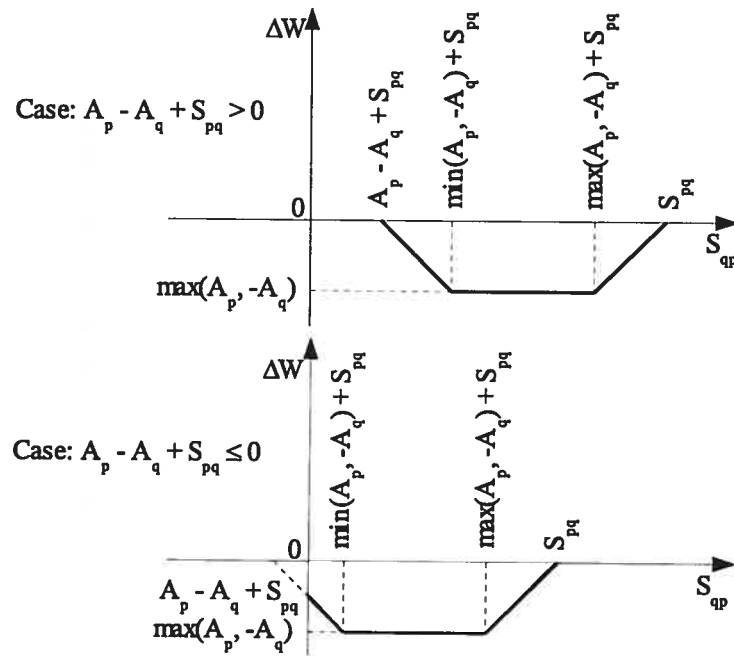 ΔW
Case: A_p - A_q + S_pq > 0
A_p - A_q + S_pq
min(A_p, -A_q) + S_pq
max(A_p, -A_q) + S_pq
S_pq
0
S_qp
max(A_p, -A_q)
ΔW
Case: A_p - A_q + S_pq ≤ 0
min(A_p, -A_q) + S_pq
max(A_p, -A_q) + S_pq
S_pq
0
S_qp
A_p - A_q + S_pq
max(A_p, -A_q)